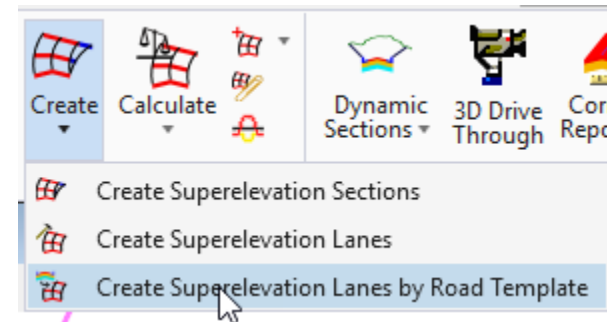 Create
Calculate
Dynamic
Sections
3D Drive
Through
Create Superelevation Sections
Create Superelevation Lanes
Create Superelevation Lanes by Road Template